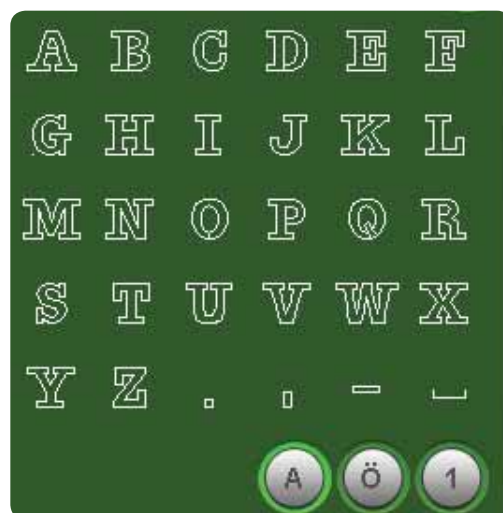 A B C D E F
G H I J K L
M N O P Q R
S T U V W X
Y Z . , - ⎵
A Ö 1